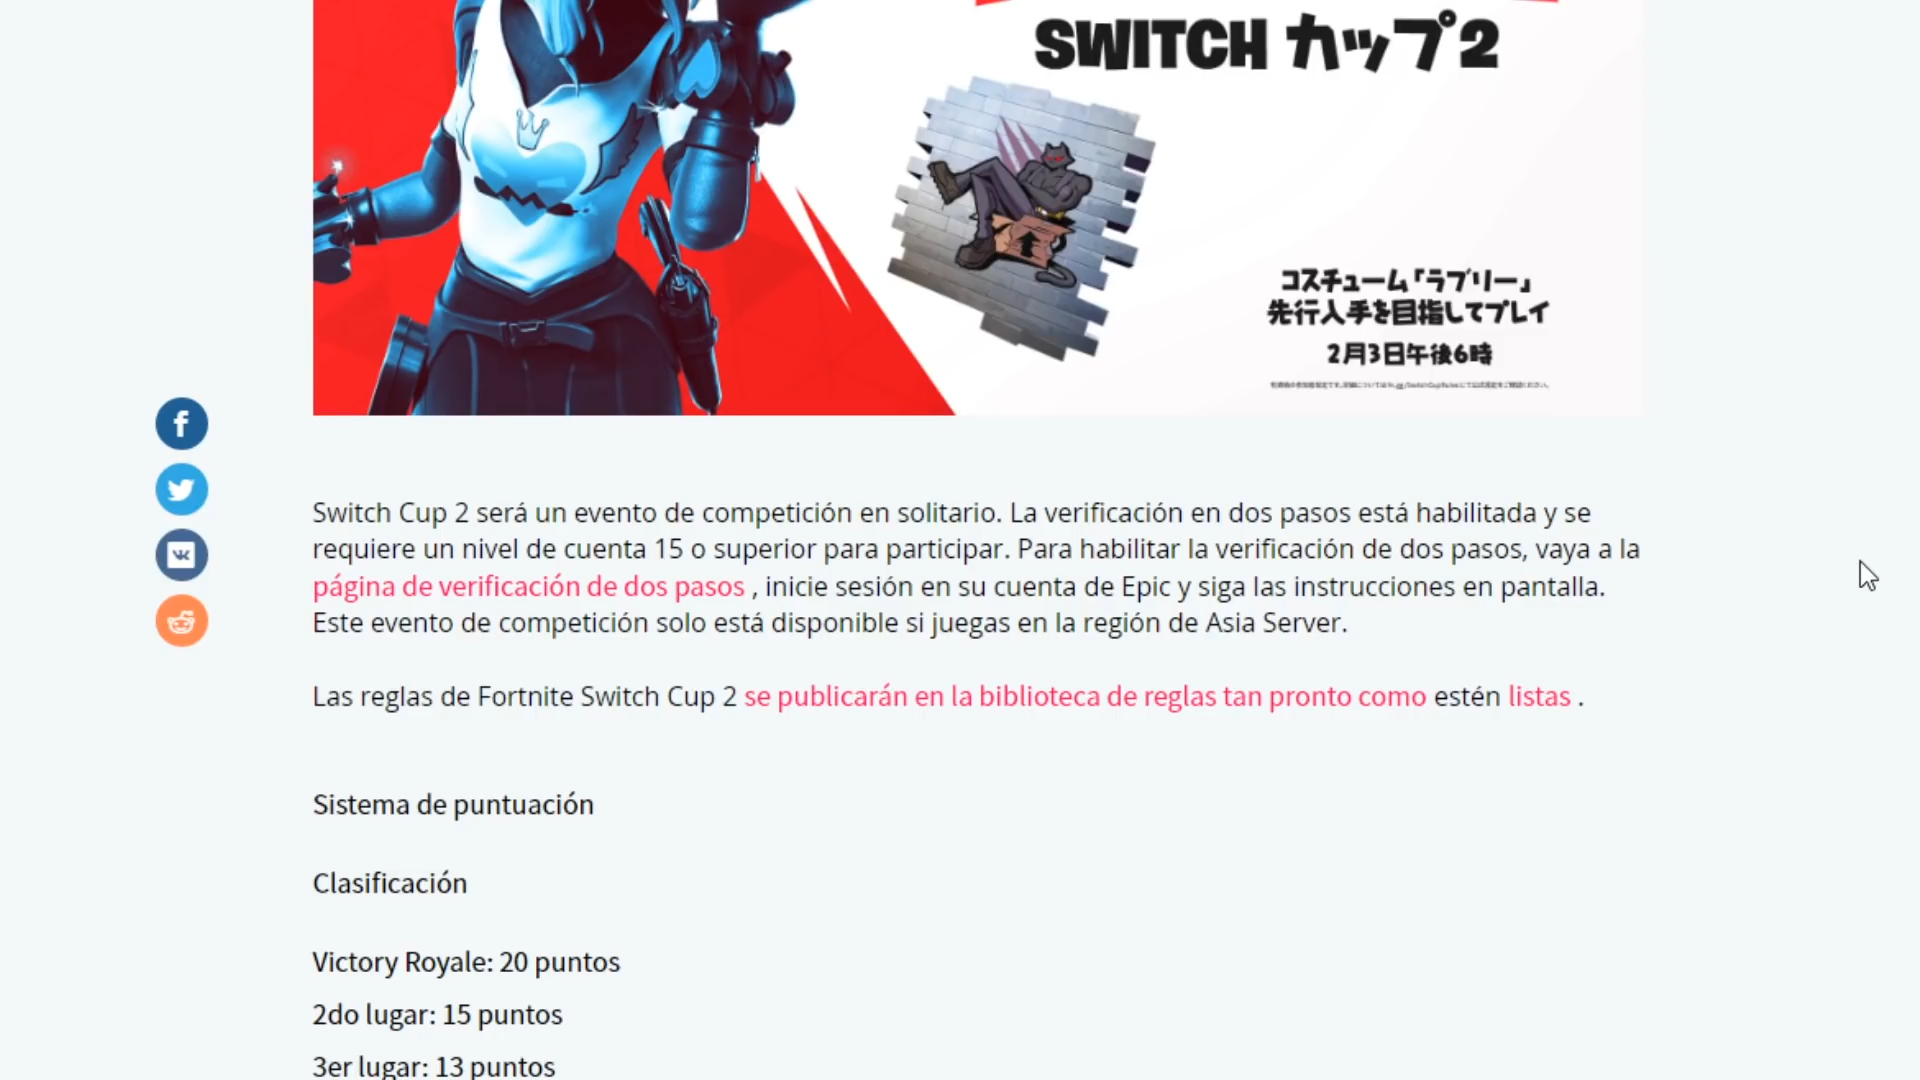 SWITCH カップ2
コスチューム「ラブリー」
先行入手を目指してプレイ
2月3日午後6時
Switch Cup 2 será un evento de competición en solitario. La verificación en dos pasos está habilitada y se
requiere un nivel de cuenta 15 o superior para participar. Para habilitar la verificación de dos pasos, vaya a la
página de verificación de dos pasos , inicie sesión en su cuenta de Epic y siga las instrucciones en pantalla.
Este evento de competición solo está disponible si juegas en la región de Asia Server.
Las reglas de Fortnite Switch Cup 2 se publicarán en la biblioteca de reglas tan pronto como estén listas .
Sistema de puntuación
Clasificación
Victory Royale: 20 puntos
2do lugar: 15 puntos
3er lugar: 13 puntos